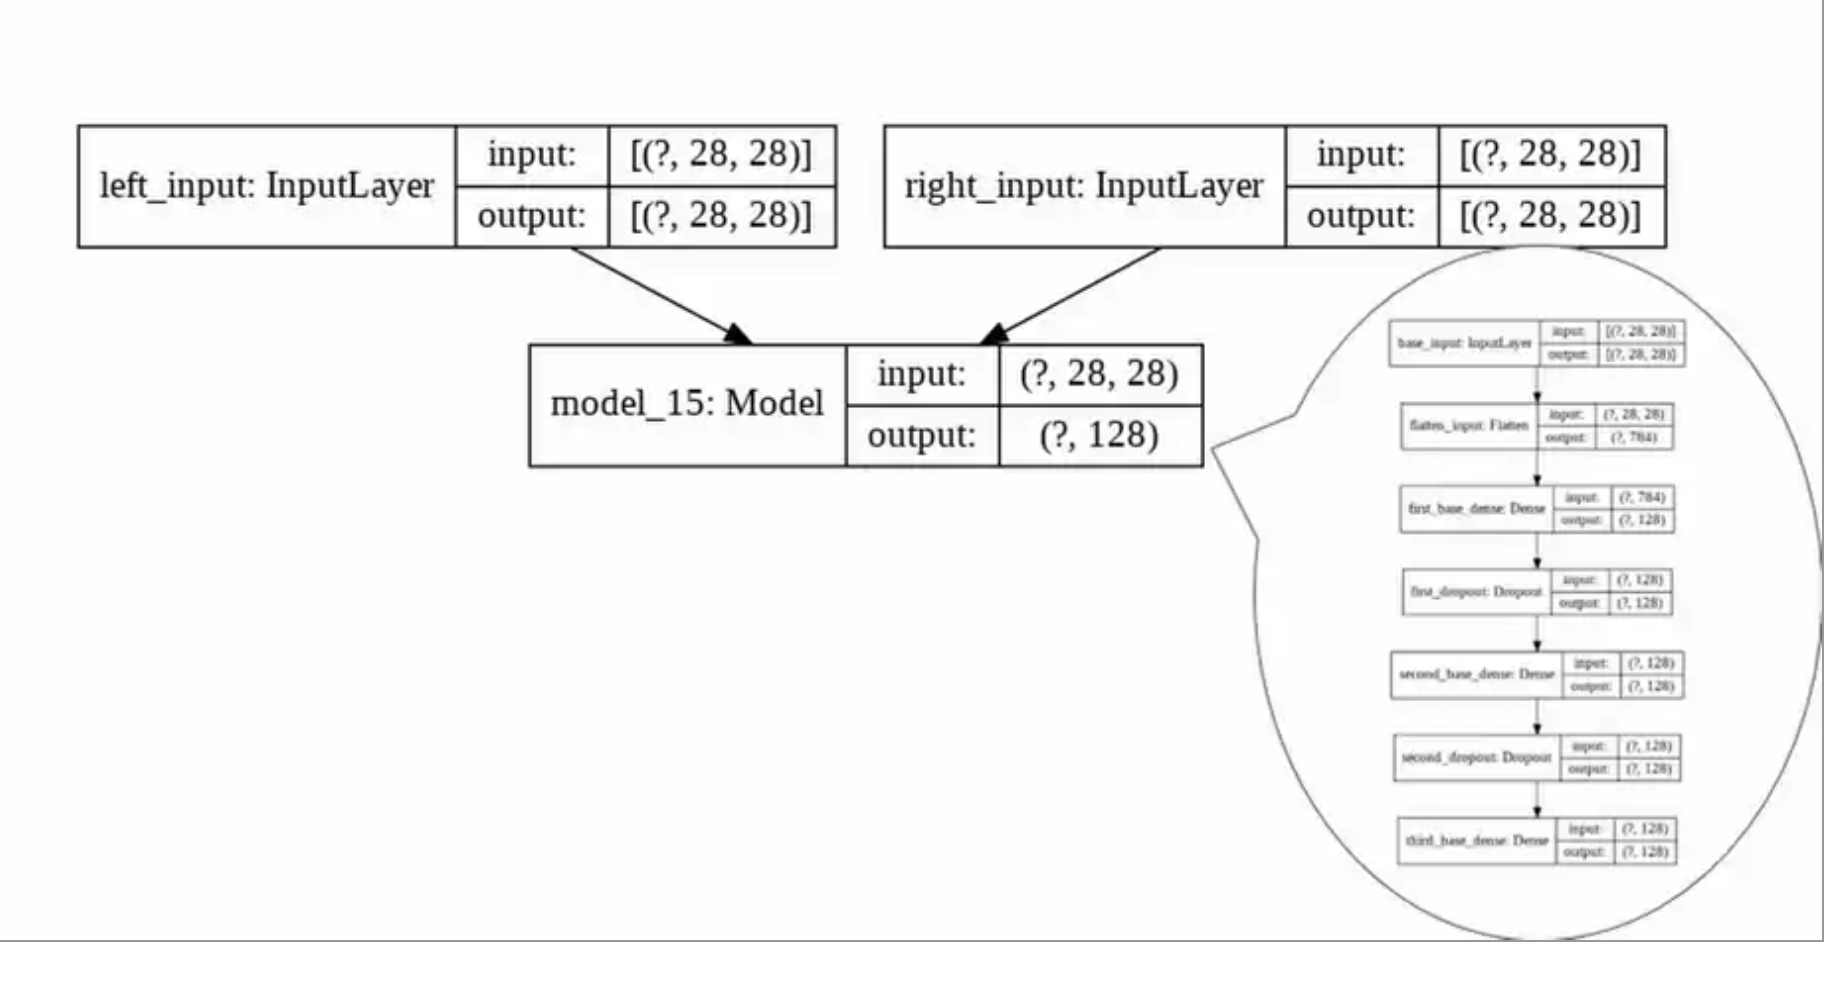 left_input: InputLayer
input:
[(?, 28, 28)]
output:
[(?, 28, 28)]
right_input: InputLayer
input:
[(?, 28, 28)]
output:
[(?, 28, 28)]
model_15: Model
input:
(?, 28, 28)
output:
(?, 128)
base_input: InputLayer
input:
[(?, 28, 28)]
output:
[(?, 28, 28)]
flatten_input: Flatten
input:
(?, 28, 28)
output:
(?, 784)
first_base_dense: Dense
input:
(?, 784)
output:
(?, 128)
first_dropout: Dropout
input:
(?, 128)
output:
(?, 128)
second_base_dense: Dense
input:
(?, 128)
output:
(?, 128)
second_dropout: Dropout
input:
(?, 128)
output:
(?, 128)
third_base_dense: Dense
input:
(?, 128)
output:
(?, 128)